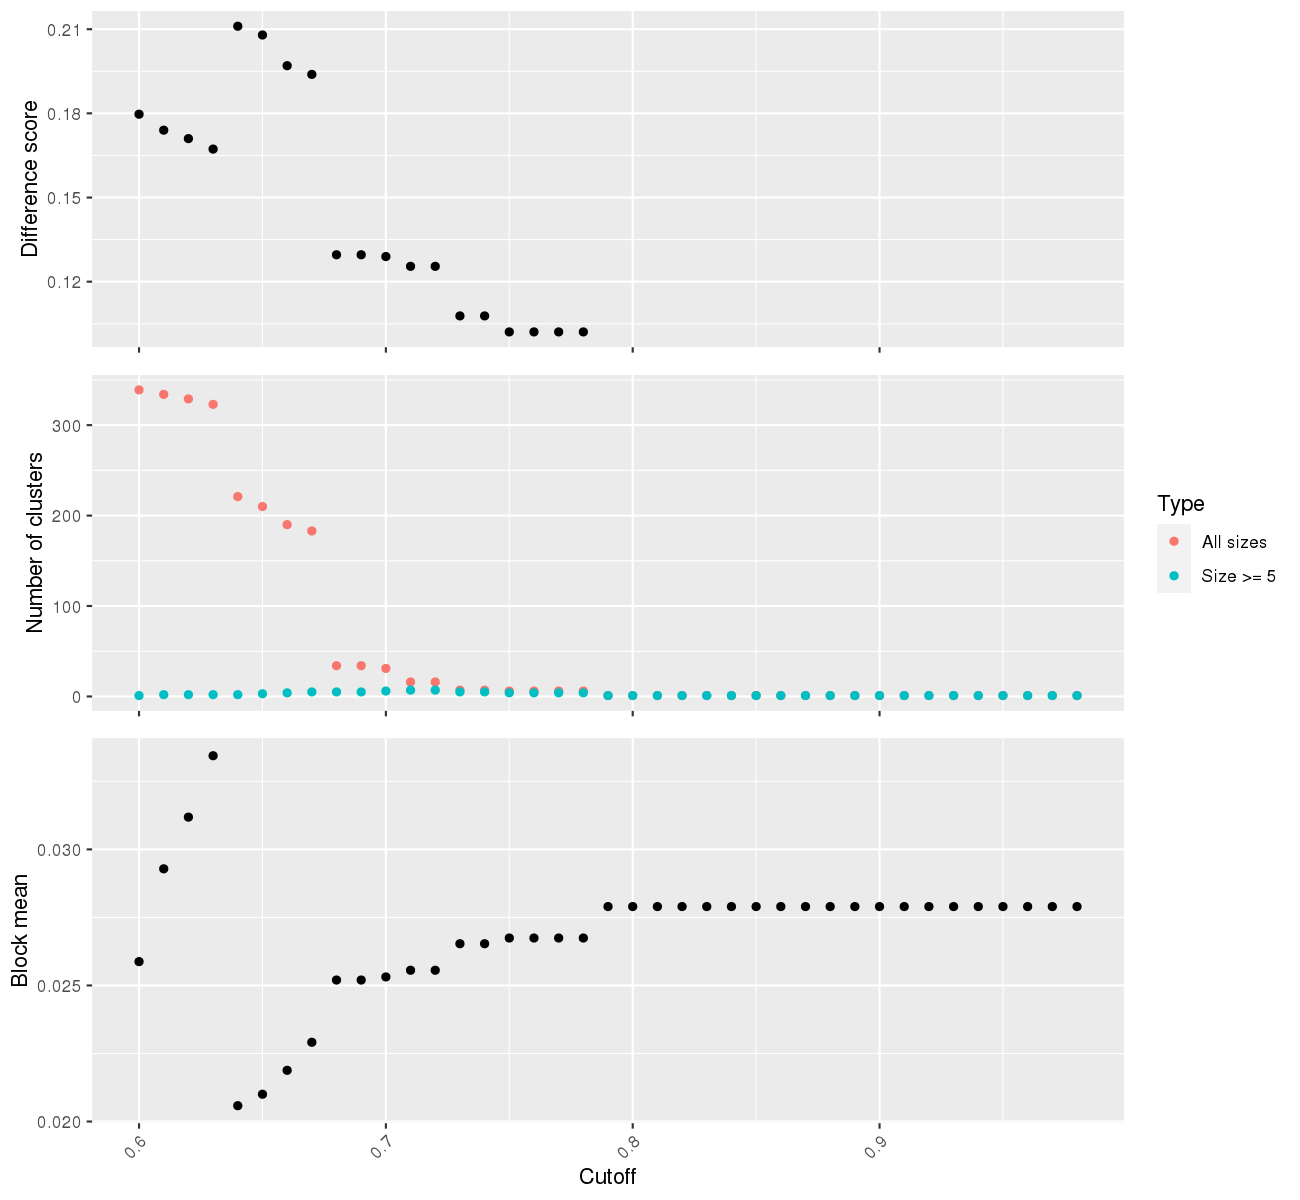 Difference score
0.21
0.18
0.15
0.12
Number of clusters
300
200
100
0
Type
All sizes
Size >= 5
Block mean
0.030
0.025
0.020
0.6
0.7
0.8
0.9
Cutoff